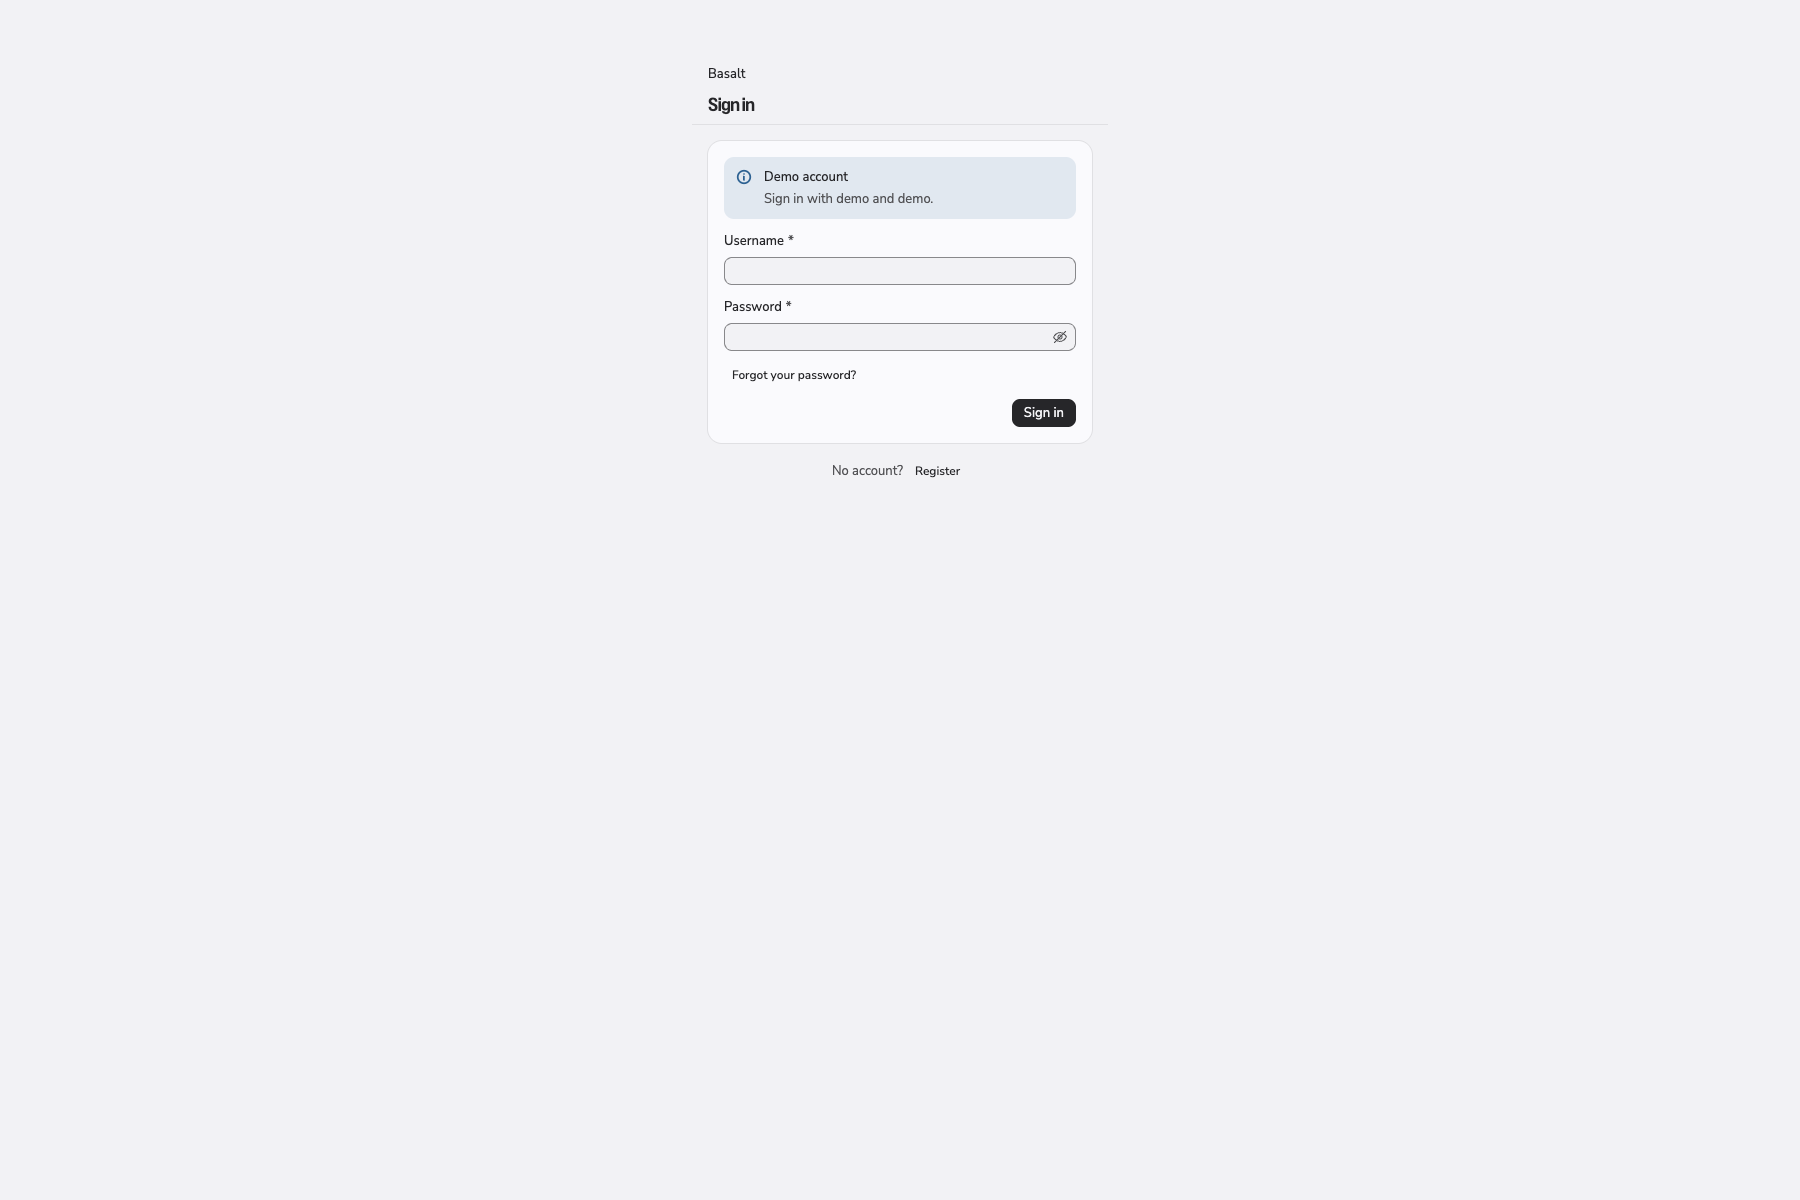 Basalt
Sign in
Demo account
Sign in with demo and demo.
Username *
Password *
Forgot your password?
Sign in
No account? Register